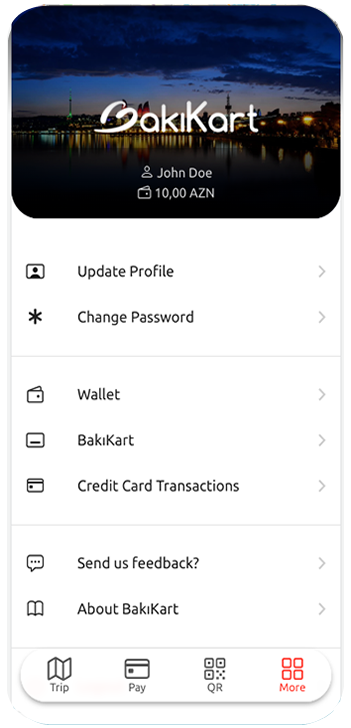 BakıKart
John Doe
10,00 AZN
Update Profile
Change Password
Wallet
BakıKart
Credit Card Transactions
Send us feedback?
About BakıKart
Trip
Pay
QR
More